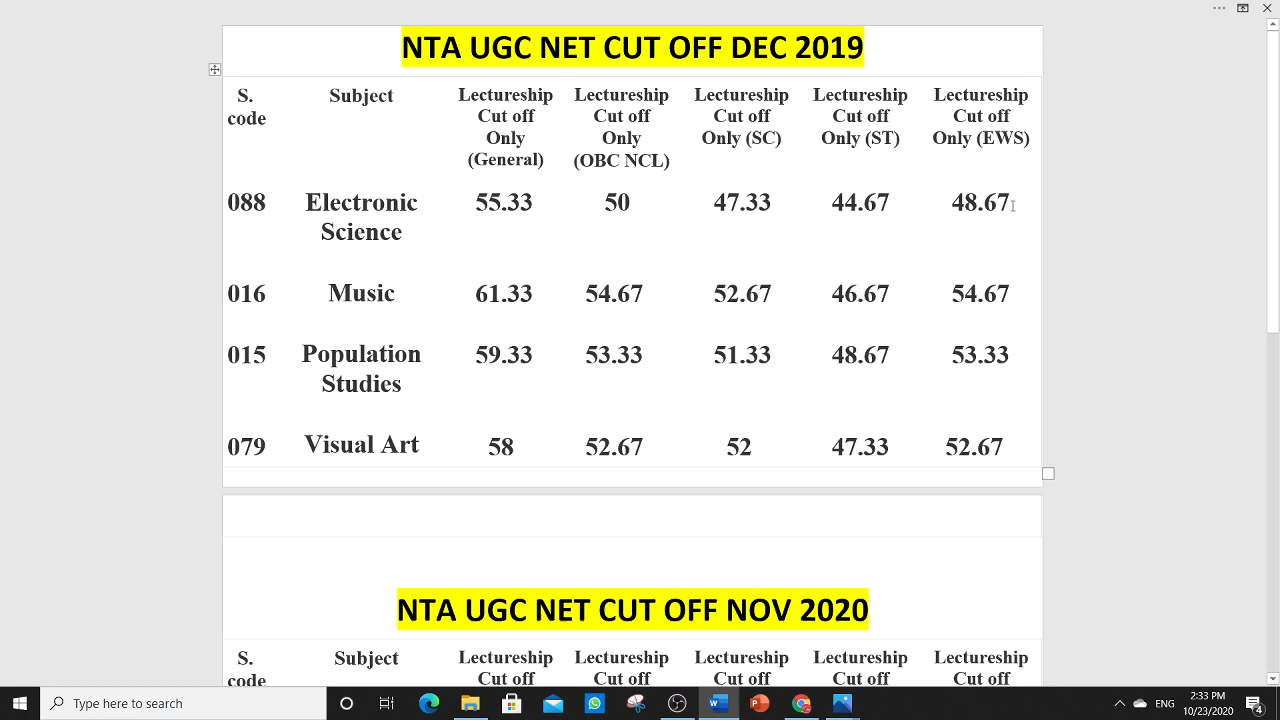 NTA UGC NET CUT OFF DEC 2019
S. code Subject Lectureship Cut off Only (General) Lectureship Cut off Only (OBC NCL) Lectureship Cut off Only (SC) Lectureship Cut off Only (ST) Lectureship Cut off Only (EWS)
088 Electronic Science 55.33 50 47.33 44.67 48.67
016 Music 61.33 54.67 52.67 46.67 54.67
015 Population Studies 59.33 53.33 51.33 48.67 53.33
079 Visual Art 58 52.67 52 47.33 52.67
NTA UGC NET CUT OFF NOV 2020
S. Subject Lectureship Lectureship Lectureship Lectureship Lectureship
code Cut off Cut off Cut off Cut off Cut off
Type here to search
ENG
2:33 PM
10/23/2020
4